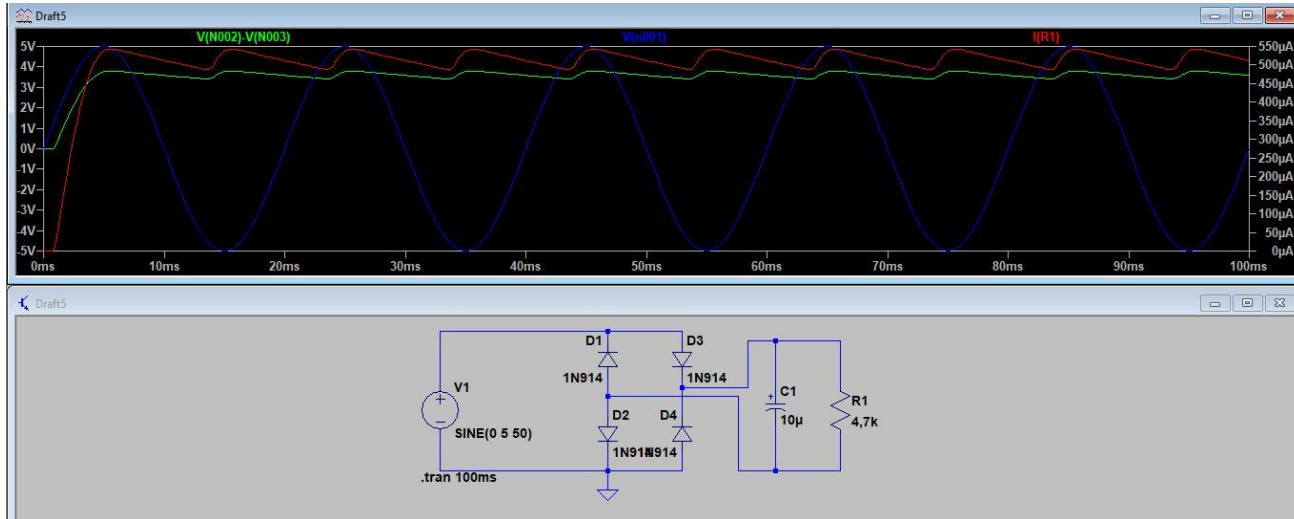 Draft5
V(N002)-V(N003) V(n001) I(R1)
5V 550µA
4V 500µA
3V 450µA
2V 400µA
1V 350µA
0V 300µA
-1V 250µA
-2V 200µA
-3V 150µA
-4V 100µA
-5V 50µA
0µA
0ms 10ms 20ms 30ms 40ms 50ms 60ms 70ms 80ms 90ms 100ms
Draft5
D1 D3
1N914 1N914
V1 C1 R1
10µ 4,7k
D2 D4
SINE(0 5 50)
1N914 1N914
.tran 100ms